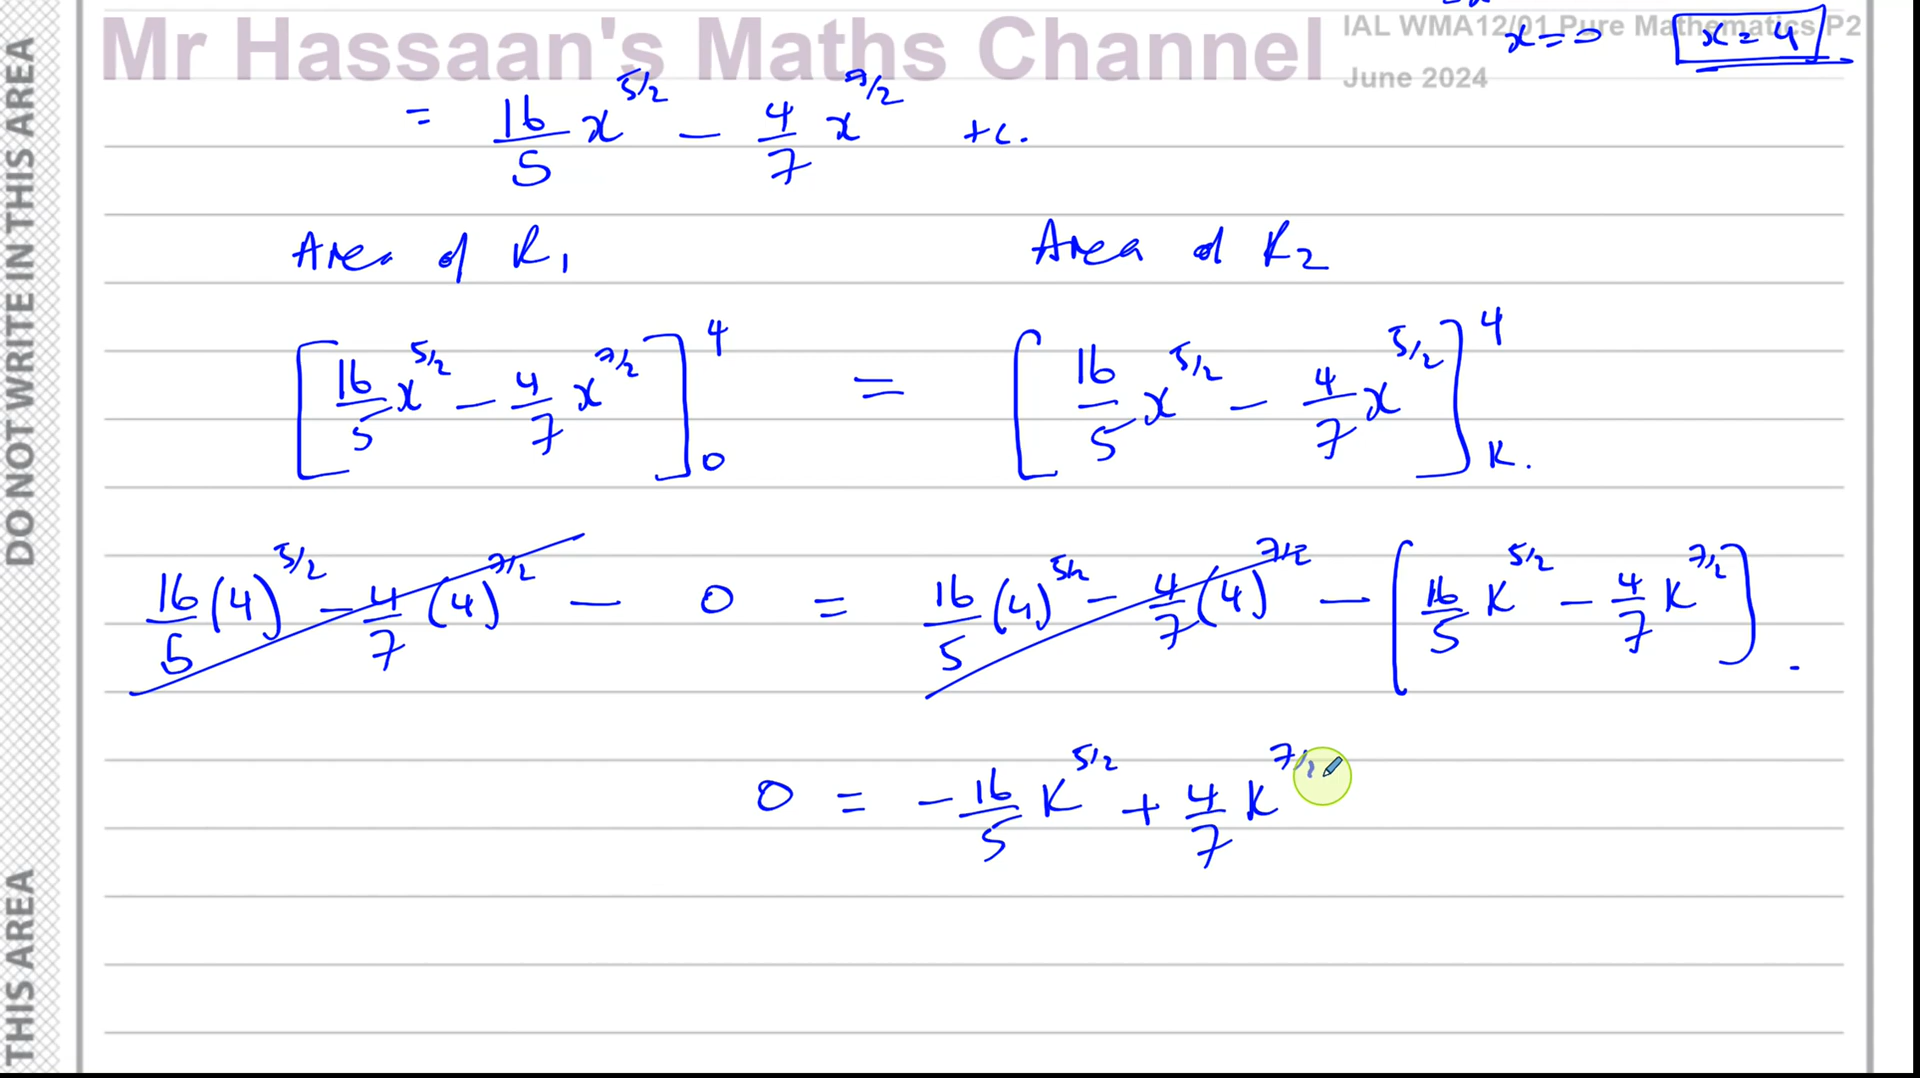 Mr Hassaan's Maths Channel
IAL WMA12/01 Pure Mathematics P2
June 2024
x=0 x=4
= 16/5 x^5/2 − 4/7 x^7/2 +c.
Area of R1 Area of R2
[16/5 x^5/2 − 4/7 x^7/2]^4_0 = [16/5 x^5/2 − 4/7 x^5/2]^4_K.
16/5 (4)^5/2 − 4/7 (4)^7/2 − 0 = 16/5 (4)^5/2 − 4/7 (4)^7/2 − [16/5 K^5/2 − 4/7 K^7/2].
0 = −16/5 K^5/2 + 4/7 K^7/2
DO NOT WRITE IN THIS AREA
THIS AREA